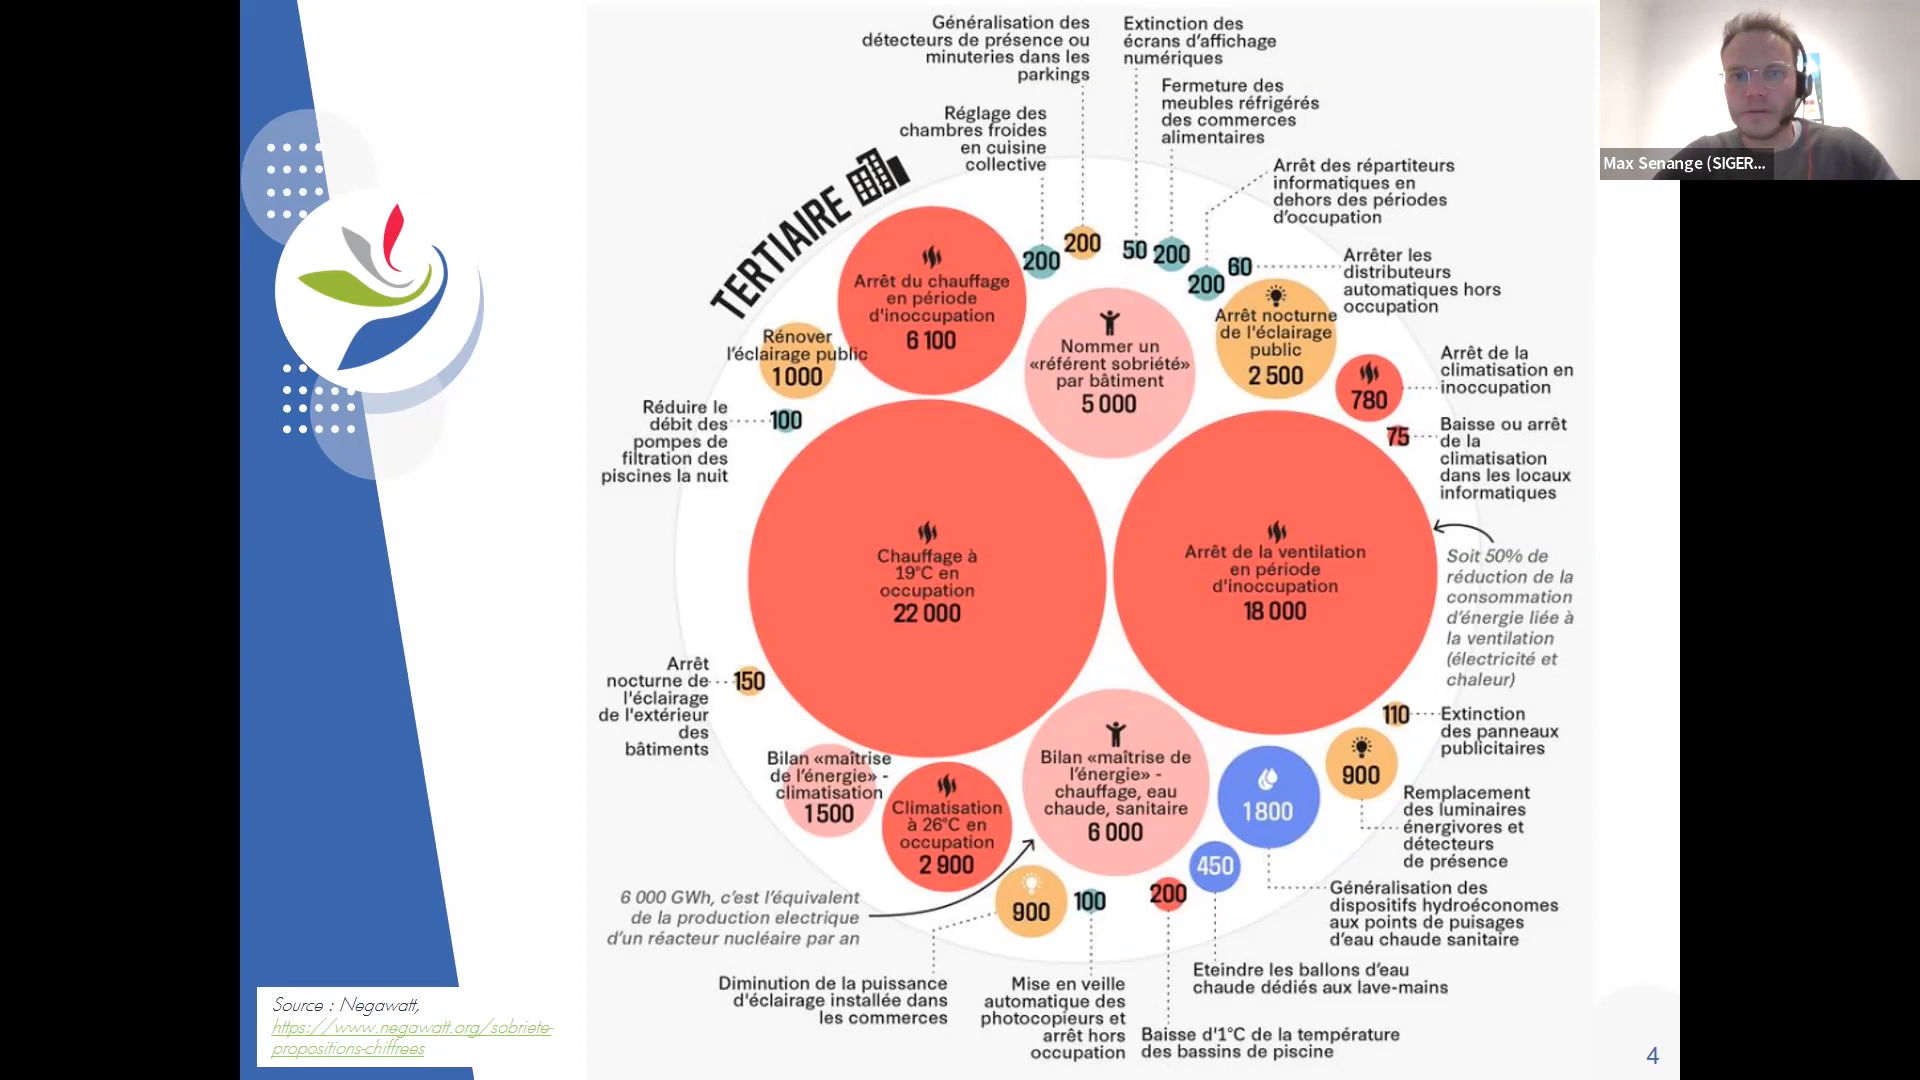 Généralisation des
détecteurs de présence ou
minuteries dans les
parkings
Extinction des
écrans d'affichage
numériques
Fermeture des
meubles réfrigérés
des commerces
alimentaires
Réglage des
chambres froides
en cuisine
collective
Arrêt des répartiteurs
informatiques en
dehors des périodes
d'occupation
Max Senange (SIGER...
TERTIAIRE
200
200
50
200
200
60
Arrêter les
distributeurs
automatiques hors
occupation
Arrêt du chauffage
en période
d'inoccupation
6 100
Nommer un
«référent sobriété»
par bâtiment
5 000
Arrêt nocturne
de l'éclairage
public
2 500
Rénover
l'éclairage public
1 000
780
Arrêt de la
climatisation en
inoccupation
Réduire le
débit des
pompes de
filtration des
piscines la nuit
100
75
Baisse ou arrêt
de la
climatisation
dans les locaux
informatiques
Chauffage à
19°C en
occupation
22 000
Arrêt de la ventilation
en période
d'inoccupation
18 000
Soit 50% de
réduction de la
consommation
d'énergie liée à
la ventilation
(électricité et
chaleur)
Arrêt
nocturne de
l'éclairage
de l'extérieur
des
bâtiments
150
110
Extinction
des panneaux
publicitaires
Bilan «maîtrise
de l'énergie» -
climatisation
1 500
Climatisation
à 26°C en
occupation
2 900
Bilan «maîtrise de
l'énergie» -
chauffage, eau
chaude, sanitaire
6 000
1 800
900
Remplacement
des luminaires
énergivores et
détecteurs
de présence
450
6 000 GWh, c'est l'équivalent
de la production electrique
d'un réacteur nucléaire par an
900
100
200
Généralisation des
dispositifs hydroéconomes
aux points de puisages
d'eau chaude sanitaire
Diminution de la puissance
d'éclairage installée dans
les commerces
Mise en veille
automatique des
photocopieurs et
arrêt hors
occupation
Eteindre les ballons d'eau
chaude dédiés aux lave-mains
Baisse d'1°C de la température
des bassins de piscine
Source : Negawatt,
https://www.negawatt.org/sobriete-
propositions-chiffrees
4